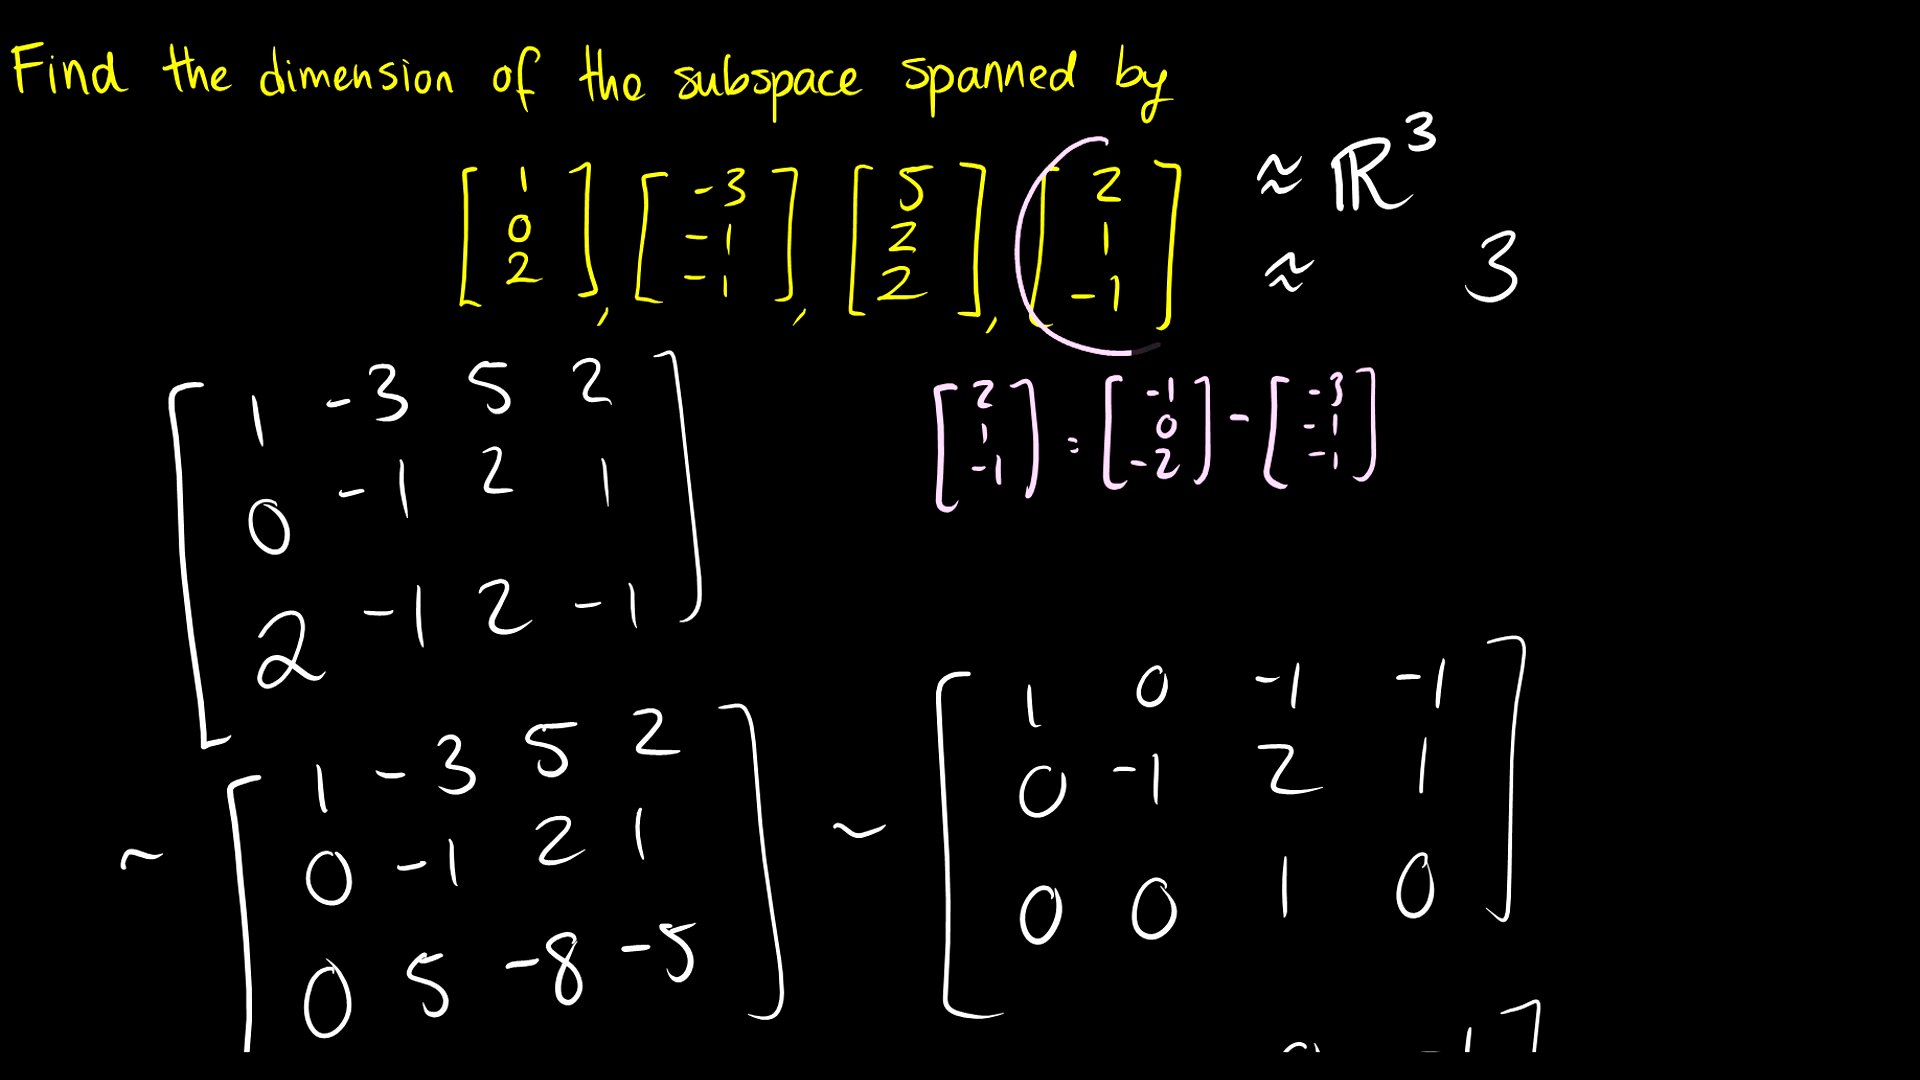 Find the dimension of the subspace spanned by
[1 0 2], [-3 -1 -1], [5 2 2], [2 1 -1] ≈ ℝ³
≈ 3
[2 1 -1] = [-1 0 -2] - [-3 -1 -1]
1 -3 5 2
0 -1 2 1
2 -1 2 -1
~ 1 -3 5 2
0 -1 2 1
0 5 -8 -5
~ 1 0 -1 -1
0 -1 2 1
0 0 1 0